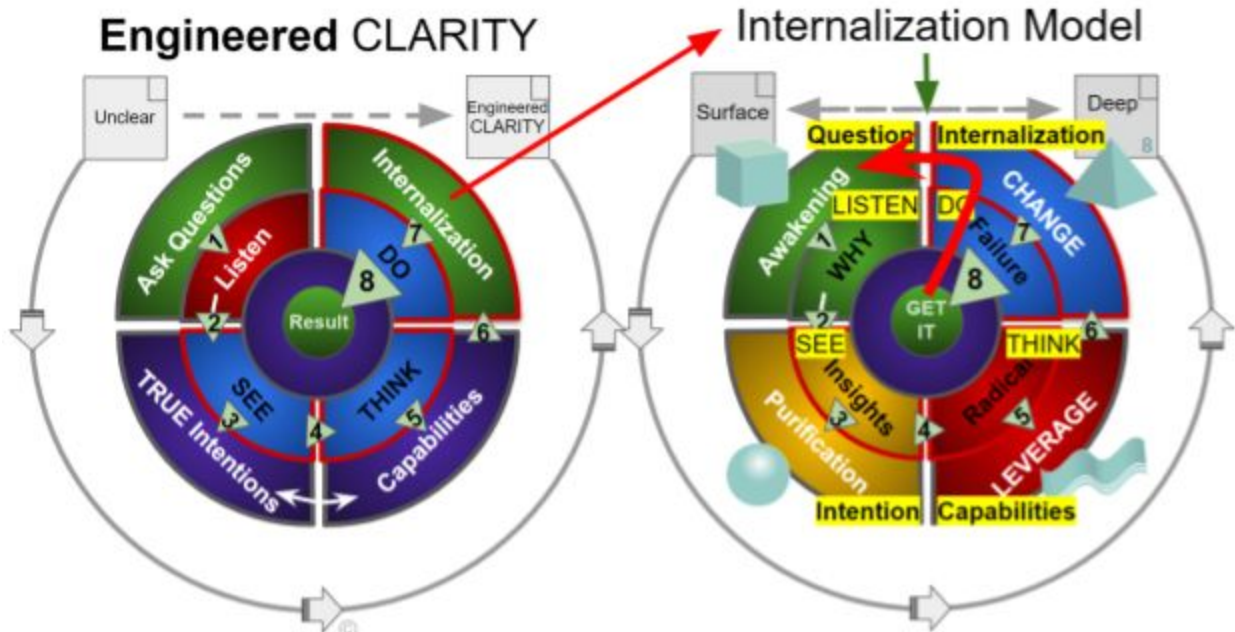 Engineered CLARITY
Unclear
Engineered
CLARITY
Ask Questions
Internalization
1
Listen
7
DO
2
8
Result
6
SEE
THINK
3
4
5
TRUE Intentions
Capabilities
©
Internalization Model
Surface
Deep
8
Question
Internalization
Awakening
LISTEN
DO
CHANGE
1
WHY
7
Failure
2
8
GET
IT
6
SEE
THINK
Insights
Radical
3
4
5
Purification
LEVERAGE
Intention
Capabilities